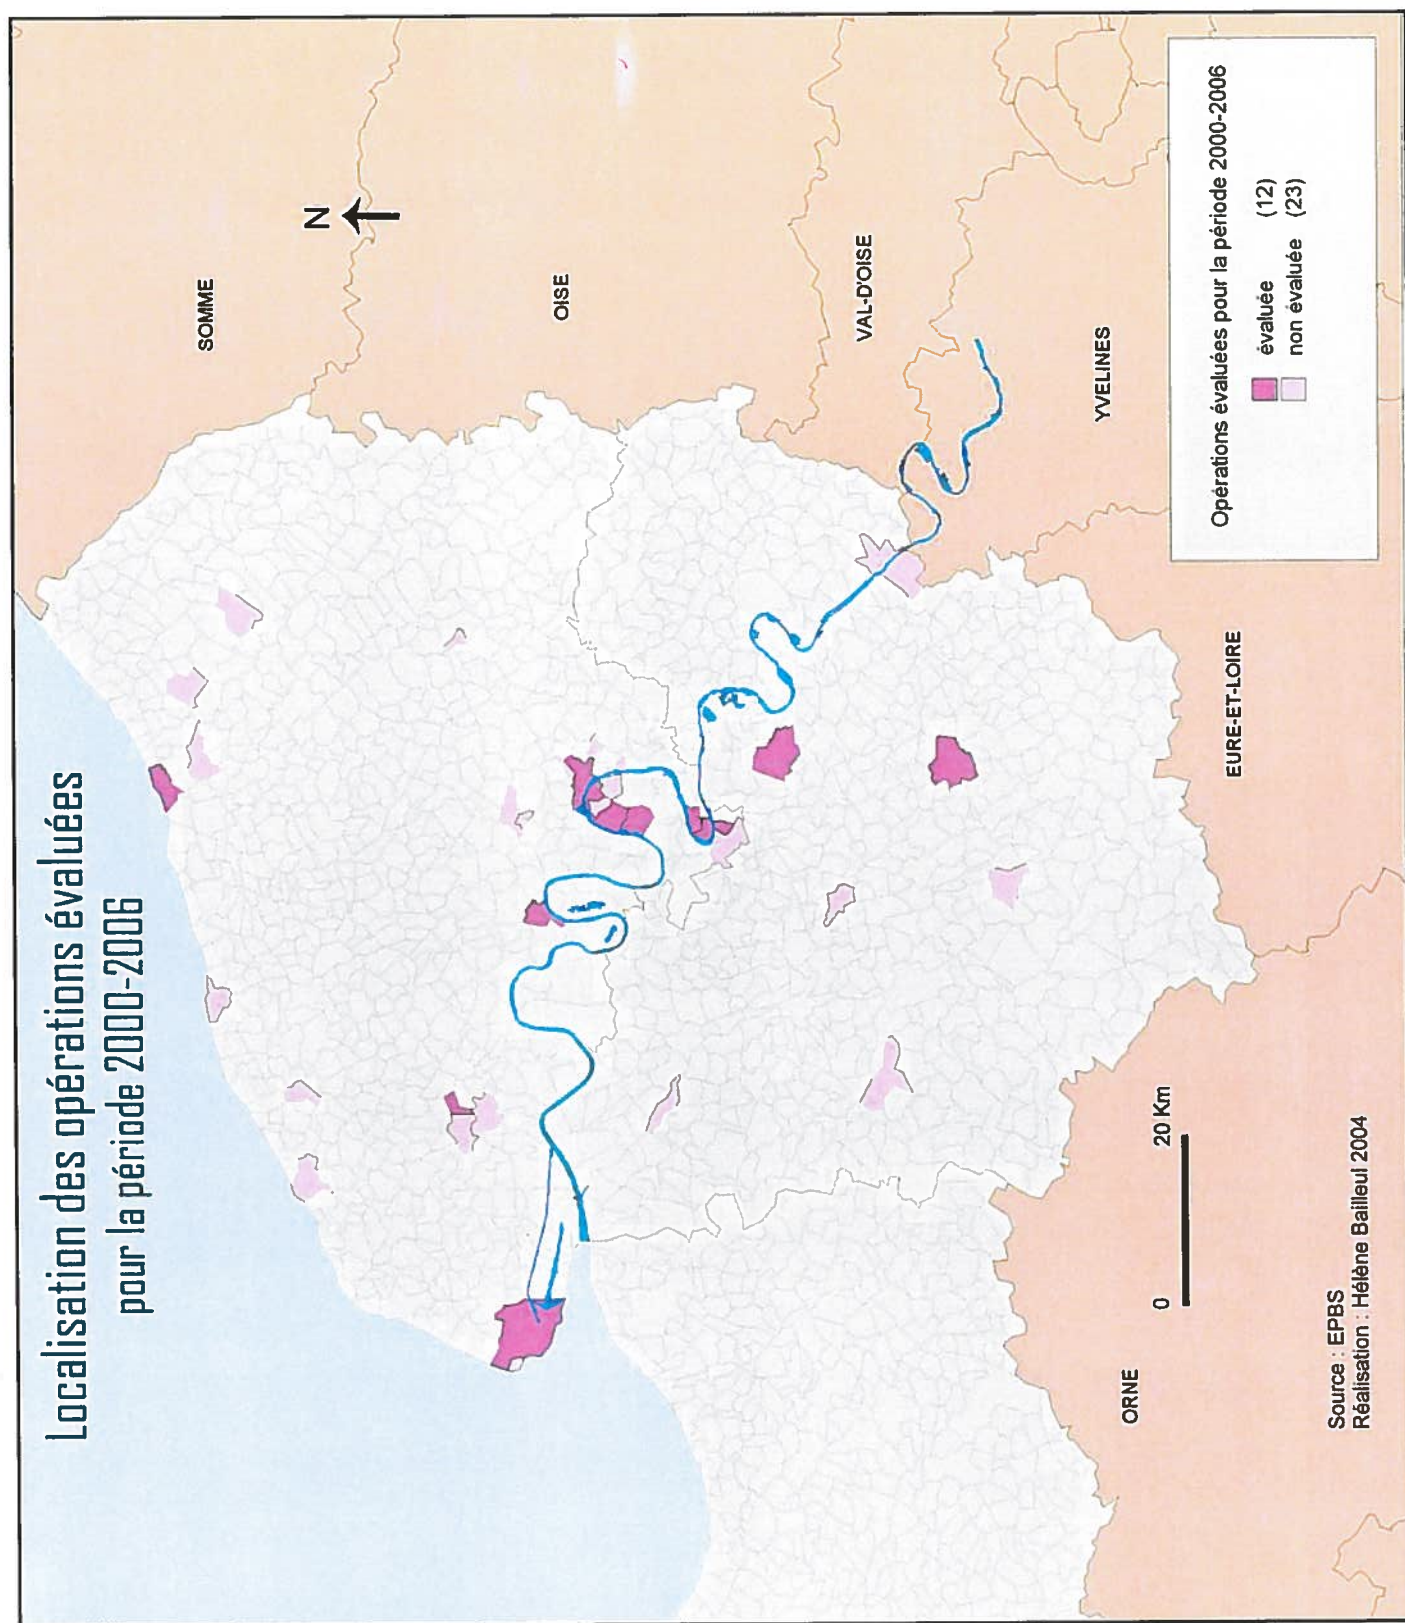 Localisation des opérations évaluées
pour la période 2000-2006
N
SOMME
OISE
VAL-D'OISE
YVELINES
EURE-ET-LOIRE
ORNE
0
20 Km
Opérations évaluées pour la période 2000-2006
évaluée (12)
non évaluée (23)
Source : EPBS
Réalisation : Hélène Bailleul 2004